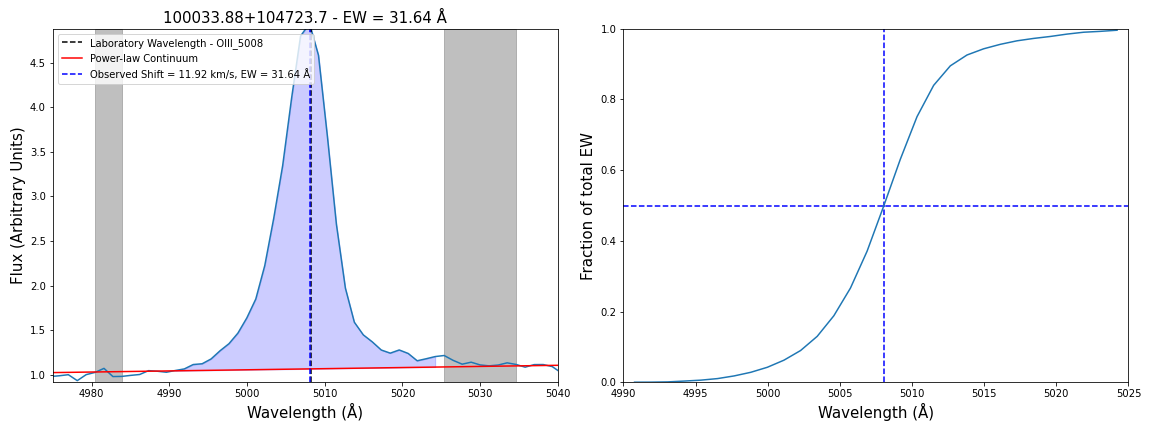 100033.88+104723.7 - EW = 31.64 Å
Laboratory Wavelength - OIII_5008
Power-law Continuum
Observed Shift = 11.92 km/s, EW = 31.64 Å
Flux (Arbitrary Units)
4.5
4.0
3.5
3.0
2.5
2.0
1.5
1.0
4980 4990 5000 5010 5020 5030 5040
Wavelength (Å)
Fraction of total EW
1.0
0.8
0.6
0.4
0.2
0.0
4990 4995 5000 5005 5010 5015 5020 5025
Wavelength (Å)